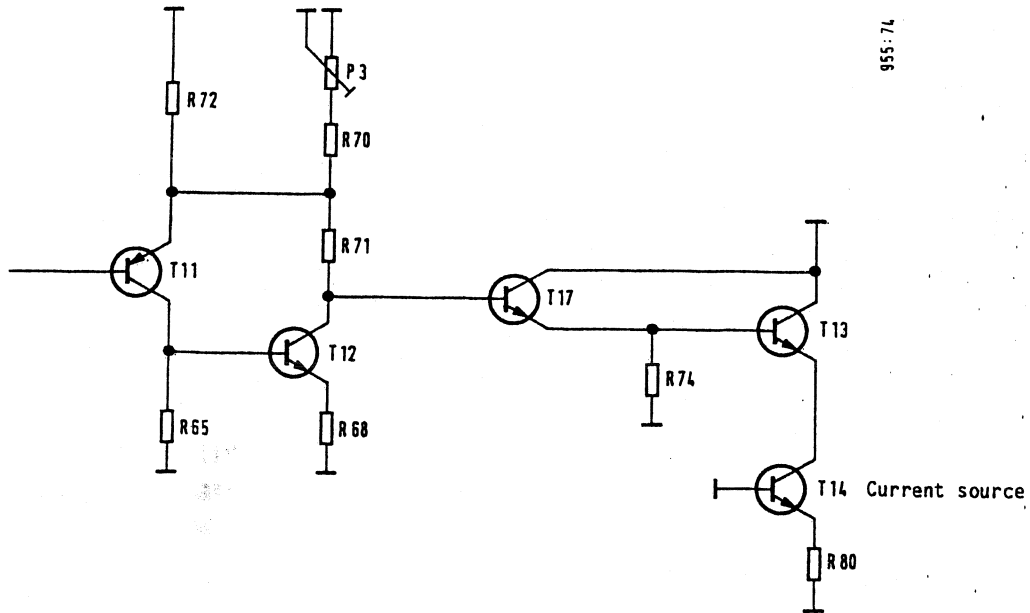 955:74
P3
R72
R70
R71
T11
T17
T13
T12
R74
R65
R68
T14 Current source
R80